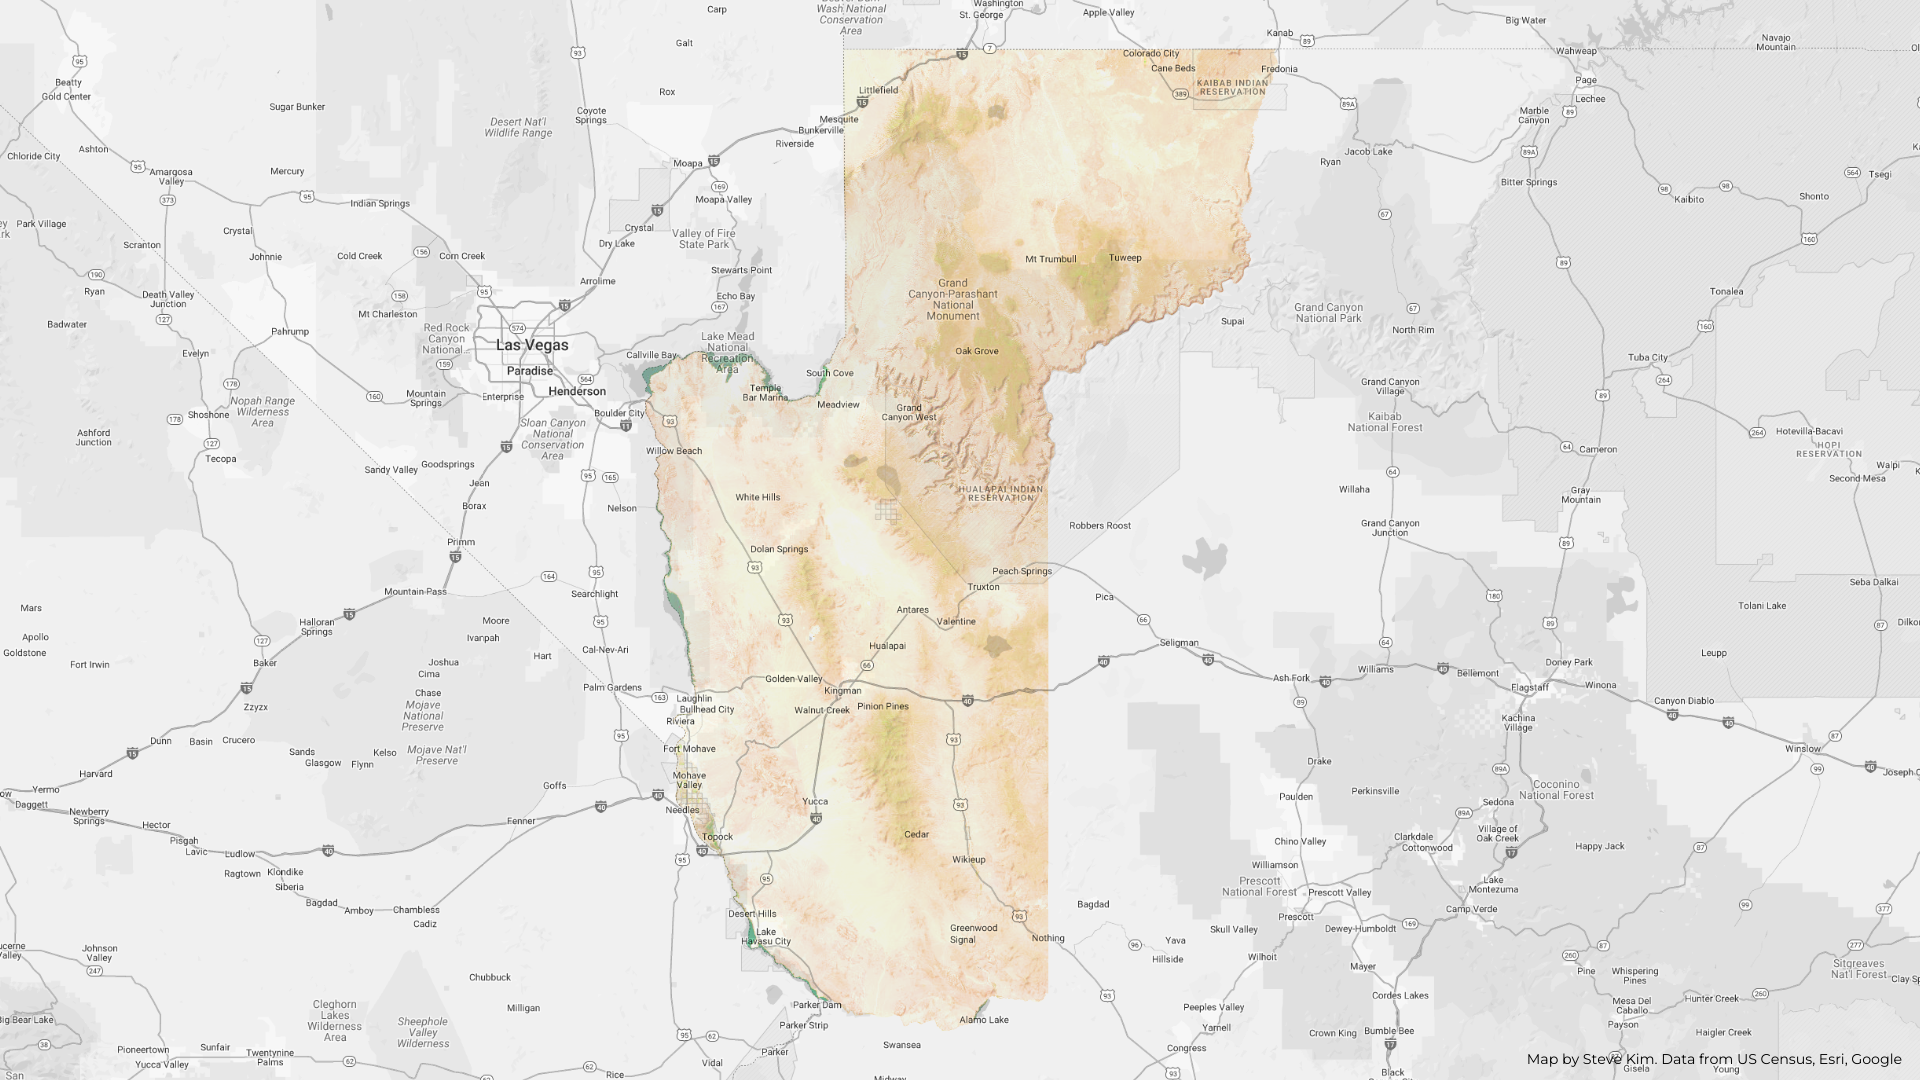 Carp
Beaver Dam
Wash National
Conservation
Area
Washington
St. George
Apple Valley
Kanab
Big Water
Wahweap
Navajo
Mountain
Beatty
Gold Center
Galt
Rox
Sugar Bunker
Coyote
Springs
Desert Nat'l
Wildlife Range
Littlefield
Mesquite
Bunkerville
Riverside
Colorado City
Cane Beds
Fredonia
KAIBAB INDIAN
RESERVATION
Page
Lechee
Marble
Canyon
Jacob Lake
Ryan
Bitter Springs
Kaibito
Shonto
Tsegi
Chloride City
Ashton
Amargosa
Valley
Mercury
Indian Springs
Moapa
Moapa Valley
Valley of Fire
State Park
Crystal
Dry Lake
Park Village
Scranton
Crystal
Johnnie
Cold Creek
Corn Creek
Stewarts Point
Arrolime
Echo Bay
Ryan
Death Valley
Junction
Mt Charleston
Badwater
Pahrump
Red Rock
Canyon
National...
Las Vegas
Paradise
Henderson
Enterprise
Boulder City
Callville Bay
Lake Mead
National
Recreation
Area
Temple
Bar Marina
South Cove
Meadview
Grand
Canyon West
Mt Trumbull
Tuweep
Grand
Canyon-Parashant
National
Monument
Oak Grove
Supai
Grand Canyon
National Park
North Rim
Tonalea
Tuba City
Grand Canyon
Village
Kaibab
National Forest
Hotevilla-Bacavi
HOPI
RESERVATION
Walpi
Second Mesa
Cameron
Evelyn
Shoshone
Nopah Range
Wilderness
Area
Mountain
Springs
Sloan Canyon
National
Conservation
Area
Ashford
Junction
Tecopa
Sandy Valley
Goodsprings
Jean
Borax
Primm
Nelson
Willow Beach
White Hills
Dolan Springs
HUALAPAI INDIAN
RESERVATION
Robbers Roost
Willaha
Gray
Mountain
Grand Canyon
Junction
Peach Springs
Truxton
Pica
Antares
Valentine
Hualapai
Seligman
Seba Dalkai
Tolani Lake
Leupp
Mountain Pass
Searchlight
Mars
Apollo
Goldstone
Fort Irwin
Halloran
Springs
Baker
Moore
Ivanpah
Hart
Cal-Nev-Ari
Joshua
Cima
Chase
Mojave
National
Preserve
Palm Gardens
Laughlin
Bullhead City
Riviera
Golden Valley
Kingman
Walnut Creek
Pinion Pines
Ash Fork
Williams
Bellemont
Doney Park
Flagstaff
Winona
Canyon Diablo
Kachina
Village
Winslow
Zzyzx
Dunn
Basin
Crucero
Sands
Glasgow
Flynn
Kelso
Mojave Nat'l
Preserve
Fort Mohave
Mohave
Valley
Needles
Topock
Yucca
Cedar
Wikieup
Drake
Paulden
Perkinsville
Coconino
National Forest
Sedona
Village of
Oak Creek
Clarkdale
Cottonwood
Chino Valley
Happy Jack
Harvard
Yermo
Daggett
Newberry
Springs
Hector
Pisgah
Lavic
Ludlow
Ragtown
Klondike
Siberia
Bagdad
Amboy
Chambless
Cadiz
Goffs
Fenner
Williamson
Prescott
National Forest
Prescott Valley
Prescott
Dewey-Humboldt
Lake
Montezuma
Camp Verde
Desert Hills
Lake
Havasu City
Greenwood
Signal
Nothing
Bagdad
Yava
Hillside
Skull Valley
Wilhoit
Mayer
Johnson
Valley
Chubbuck
Milligan
Parker Dam
Parker Strip
Parker
Alamo Lake
Swansea
Midway
Cordes Lakes
Peeples Valley
Yarnell
Congress
Crown King
Bumble Bee
Black
Pine
Whispering
Pines
Mesa Del
Caballo
Payson
Hunter Creek
Haigler Creek
Sitgreaves
Nat'l Forest
Gisela
Young
Big Bear Lake
Cleghorn
Lakes
Wilderness
Area
Sheephole
Valley
Wilderness
Pioneertown
Yucca Valley
Sunfair
Twentynine
Palms
Vidal
Rice
San
Map by Steve Kim. Data from US Census, Esri, Google